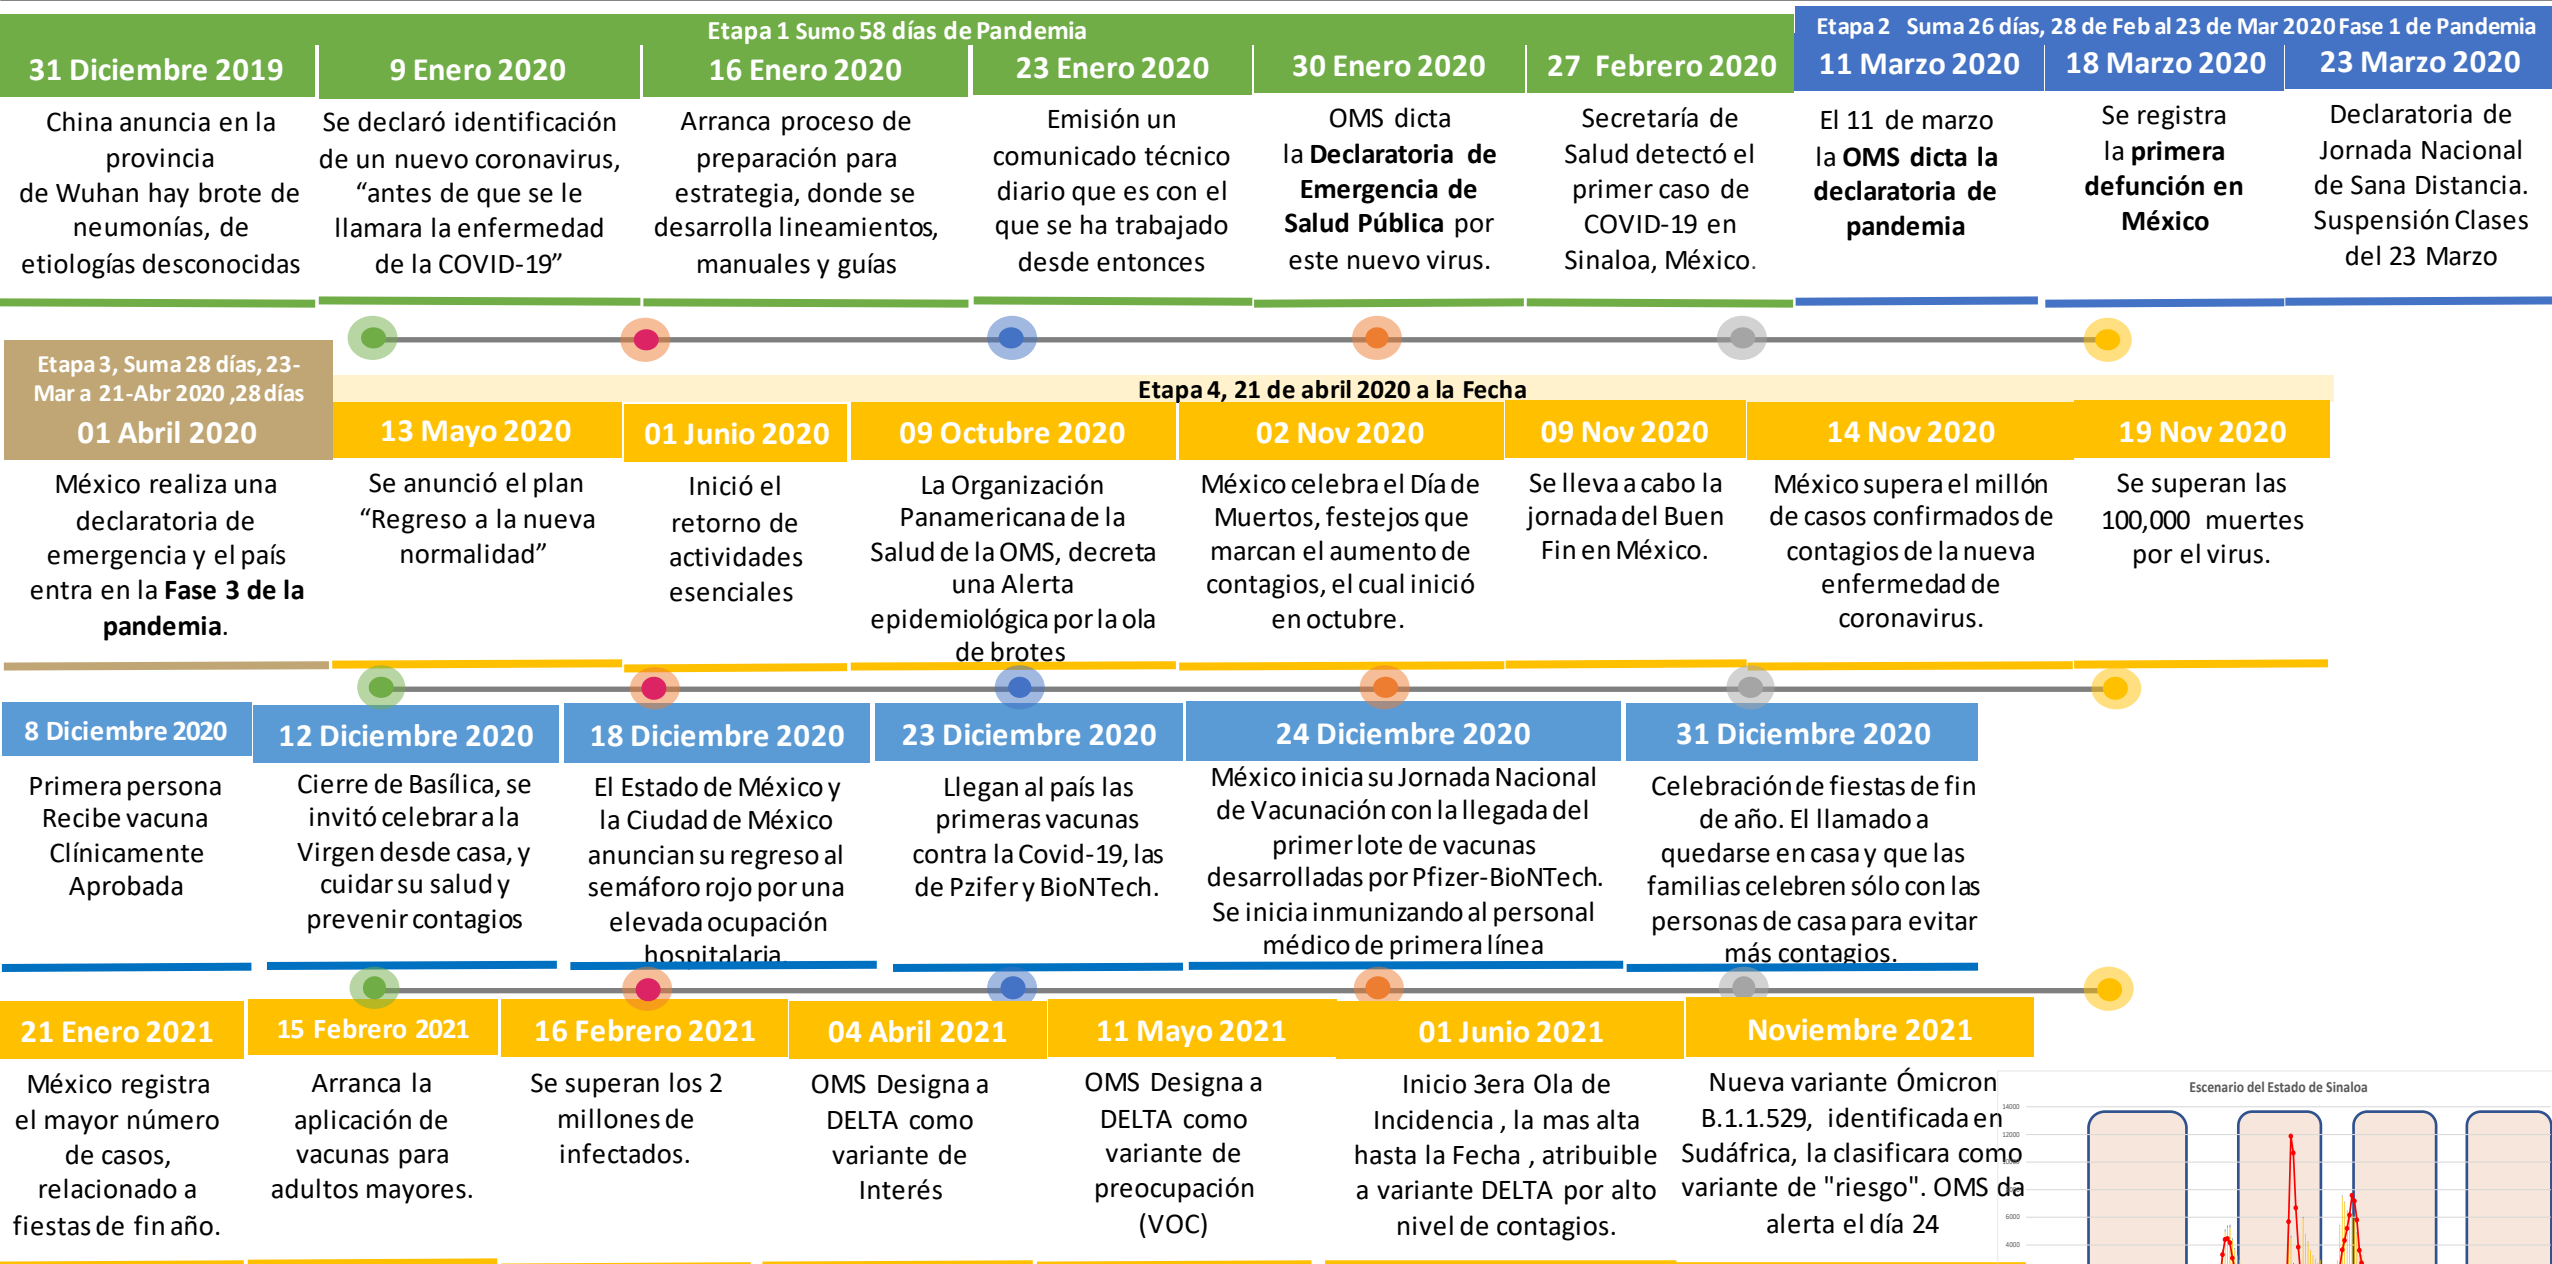 Etapa 1 Sumo 58 días de Pandemia
Etapa 2 Suma 26 días, 28 de Feb al 23 de Mar 2020 Fase 1 de Pandemia
31 Diciembre 2019
China anuncia en la
provincia
de Wuhan hay brote de
neumonías, de
etiologías desconocidas
9 Enero 2020
Se declaró identificación
de un nuevo coronavirus,
“antes de que se le
llamara la enfermedad
de la COVID-19”
16 Enero 2020
Arranca proceso de
preparación para
estrategia, donde se
desarrolla lineamientos,
manuales y guías
23 Enero 2020
Emisión un
comunicado técnico
diario que es con el
que se ha trabajado
desde entonces
30 Enero 2020
OMS dicta
la Declaratoria de
Emergencia de
Salud Pública por
este nuevo virus.
27 Febrero 2020
Secretaría de
Salud detectó el
primer caso de
COVID-19 en
Sinaloa, México.
11 Marzo 2020
El 11 de marzo
la OMS dicta la
declaratoria de
pandemia
18 Marzo 2020
Se registra
la primera
defunción en
México
23 Marzo 2020
Declaratoria de
Jornada Nacional
de Sana Distancia.
Suspensión Clases
del 23 Marzo
Etapa 3, Suma 28 días, 23-
Mar a 21-Abr 2020 ,28 días
01 Abril 2020
México realiza una
declaratoria de
emergencia y el país
entra en la Fase 3 de la
pandemia.
Etapa 4, 21 de abril 2020 a la Fecha
13 Mayo 2020
Se anunció el plan
“Regreso a la nueva
normalidad”
01 Junio 2020
Inició el
retorno de
actividades
esenciales
09 Octubre 2020
La Organización
Panamericana de la
Salud de la OMS, decreta
una Alerta
epidemiológica por la ola
de brotes
02 Nov 2020
México celebra el Día de
Muertos, festejos que
marcan el aumento de
contagios, el cual inició
en octubre.
09 Nov 2020
Se lleva a cabo la
jornada del Buen
Fin en México.
14 Nov 2020
México supera el millón
de casos confirmados de
contagios de la nueva
enfermedad de
coronavirus.
19 Nov 2020
Se superan las
100,000 muertes
por el virus.
8 Diciembre 2020
Primera persona
Recibe vacuna
Clínicamente
Aprobada
12 Diciembre 2020
Cierre de Basílica, se
invitó celebrar a la
Virgen desde casa, y
cuidar su salud y
prevenir contagios
18 Diciembre 2020
El Estado de México y
la Ciudad de México
anuncian su regreso al
semáforo rojo por una
elevada ocupación
hospitalaria.
23 Diciembre 2020
Llegan al país las
primeras vacunas
contra la Covid-19, las
de Pzifer y BioNTech.
24 Diciembre 2020
México inicia su Jornada Nacional
de Vacunación con la llegada del
primer lote de vacunas
desarrolladas por Pfizer-BioNTech.
Se inicia inmunizando al personal
médico de primera línea
31 Diciembre 2020
Celebración de fiestas de fin
de año. El llamado a
quedarse en casa y que las
familias celebren sólo con las
personas de casa para evitar
más contagios.
21 Enero 2021
México registra
el mayor número
de casos,
relacionado a
fiestas de fin año.
15 Febrero 2021
Arranca la
aplicación de
vacunas para
adultos mayores.
16 Febrero 2021
Se superan los 2
millones de
infectados.
04 Abril 2021
OMS Designa a
DELTA como
variante de
Interés
11 Mayo 2021
OMS Designa a
DELTA como
variante de
preocupación
(VOC)
01 Junio 2021
Inicio 3era Ola de
Incidencia , la mas alta
hasta la Fecha , atribuible
a variante DELTA por alto
nivel de contagios.
Noviembre 2021
Nueva variante Ómicron
B.1.1.529, identificada en
Sudáfrica, la clasificara como
variante de "riesgo". OMS da
alerta el día 24
Escenario del Estado de Sinaloa
14000
12000
6000
4000